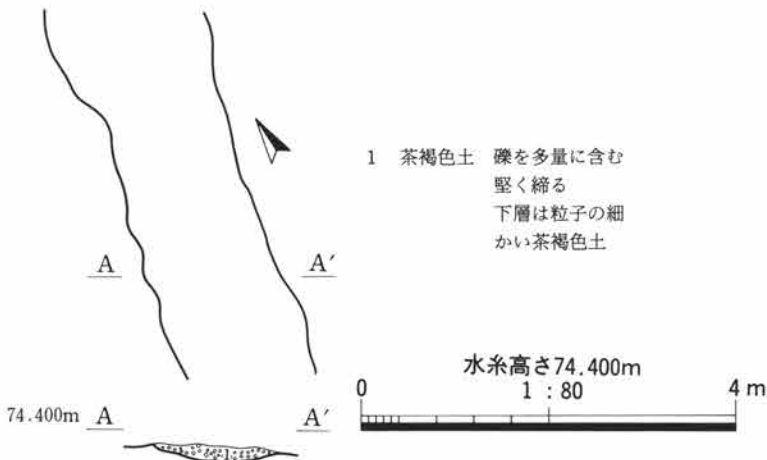 1 茶褐色土 礫を多量に含む
堅く締る
下層は粒子の細
かい茶褐色土
A A′
水糸高さ74.400m
0 1:80 4m
74.400m A A′
1